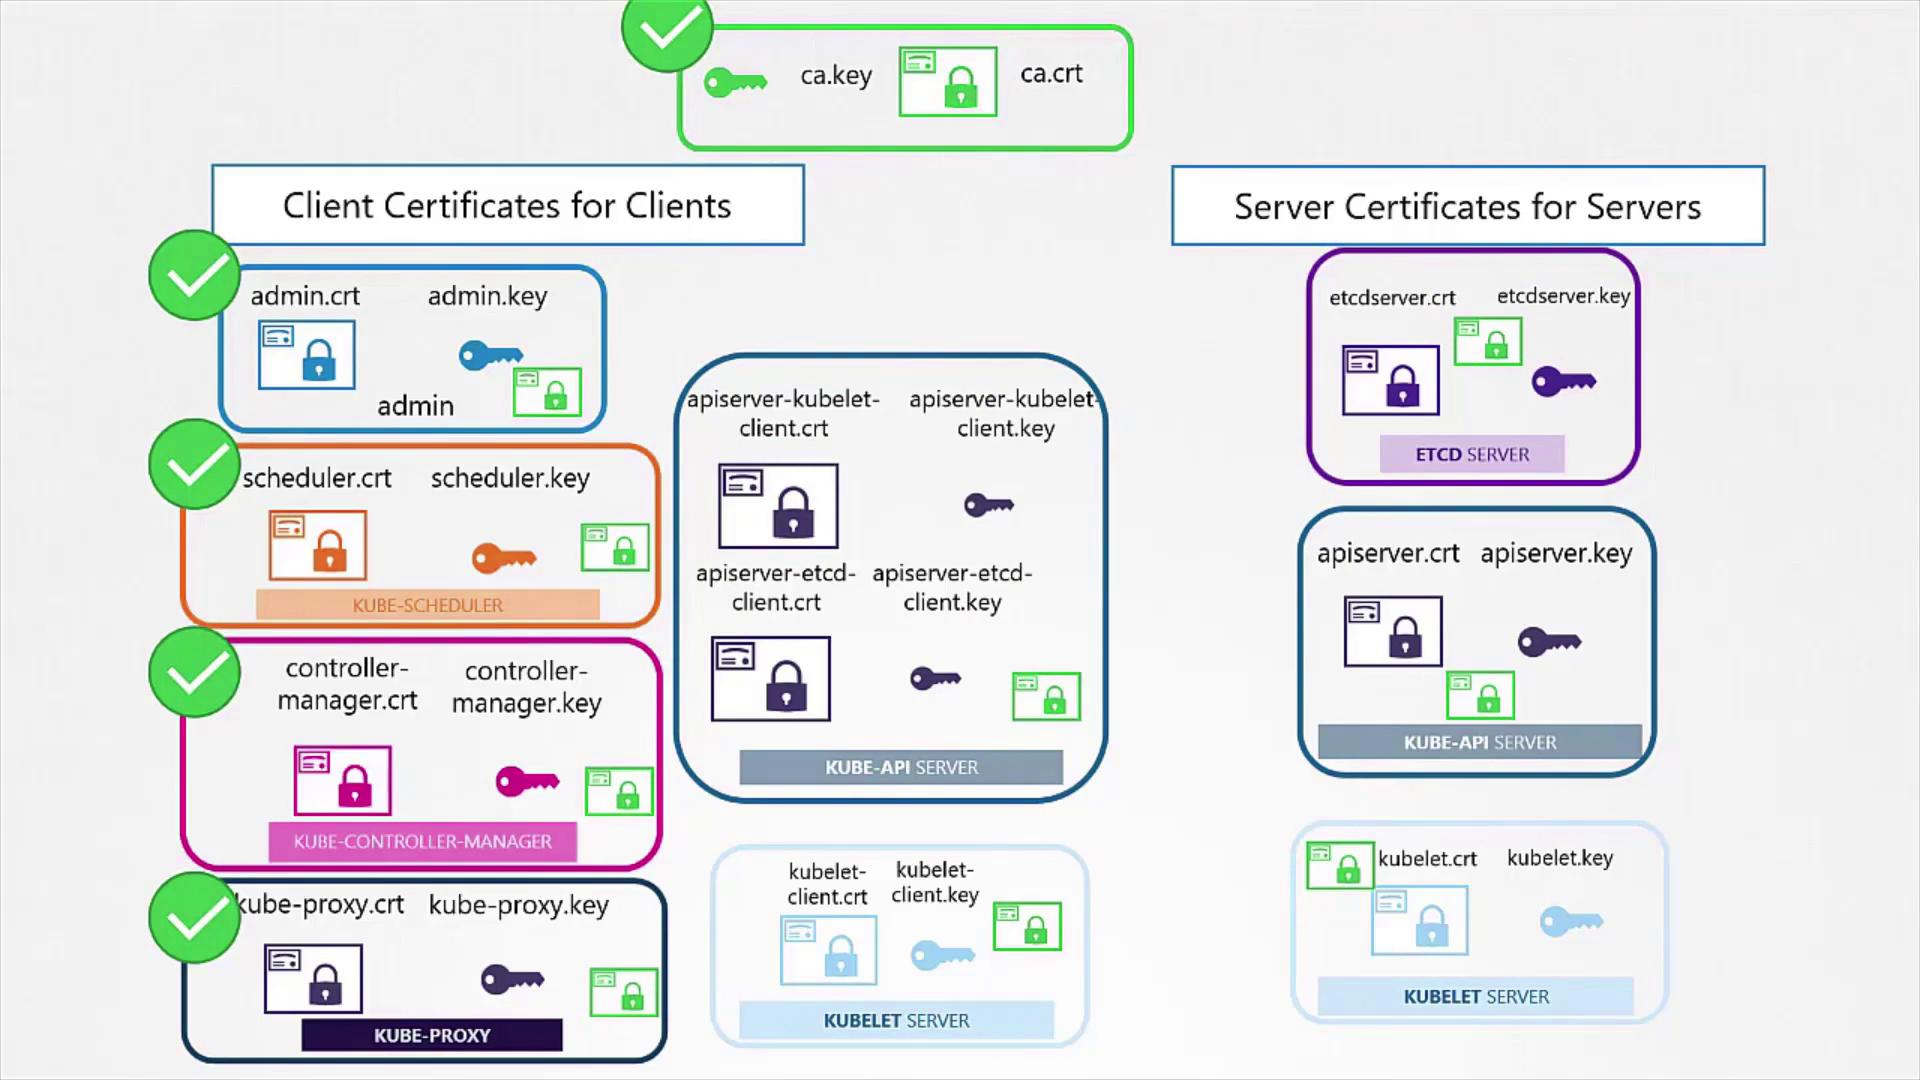 ca.key
ca.crt
Client Certificates for Clients
Server Certificates for Servers
admin.crt
admin.key
admin
scheduler.crt
scheduler.key
KUBE-SCHEDULER
controller-
manager.crt
controller-
manager.key
KUBE-CONTROLLER-MANAGER
kube-proxy.crt
kube-proxy.key
KUBE-PROXY
apiserver-kubelet-
client.crt
apiserver-kubelet-
client.key
apiserver-etcd-
client.crt
apiserver-etcd-
client.key
KUBE-API SERVER
kubelet-
client.crt
kubelet-
client.key
KUBELET SERVER
etcdserver.crt
etcdserver.key
ETCD SERVER
apiserver.crt
apiserver.key
KUBE-API SERVER
kubelet.crt
kubelet.key
KUBELET SERVER